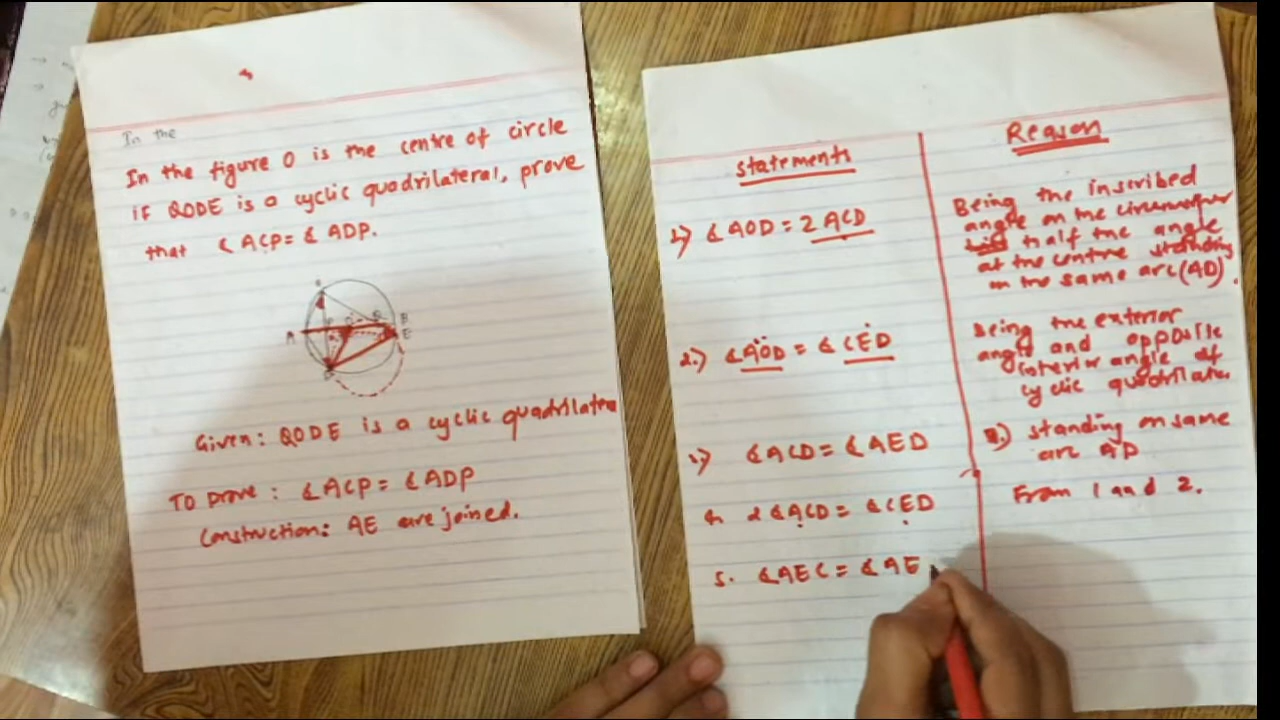 In the
In the figure O is the centre of circle
if QODE is a cyclic quadrilateral, prove
that ∡ ACP = ∡ ADP.
A
B
E
Given: QODE is a cyclic quadrilatera
To prove : ∡ACP = ∡ADP
Construction: AE are joined.
statements
1.) ∡AOD = 2 ACD
2.) ∡AOD = ∡ CED
∡ACD = ∡AED
4. 2∡ACD = ∡CED
5. ∡AEC = ∡AE
Reason
Being the inscribed
angle on the
half the angle
at the centre standing
on the same arc (AD).
Being the exterior
angle and opposite
interior angle of
cyclic
standing on same
arc AD
From 1 and 2.